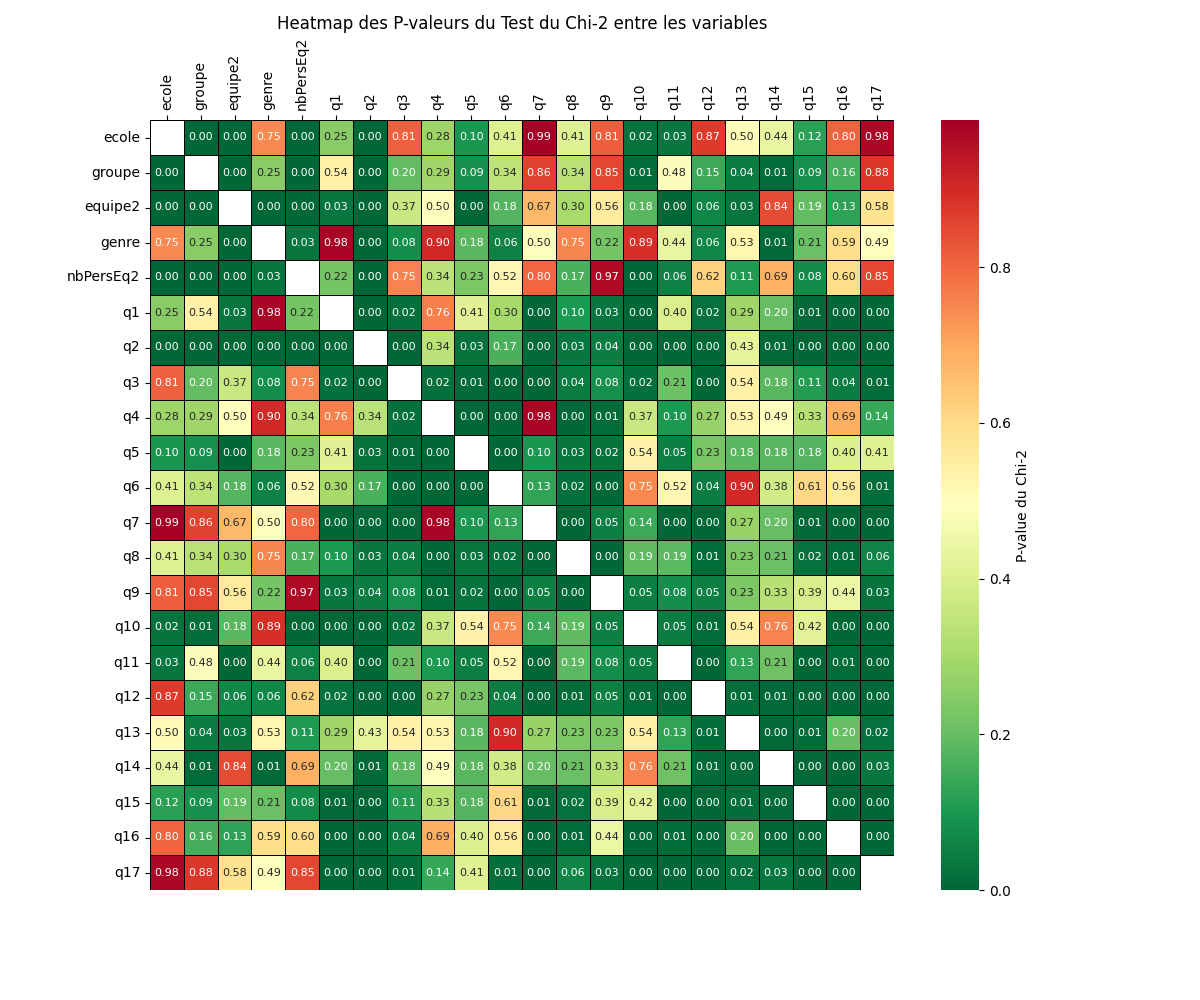 Heatmap des P-valeurs du Test du Chi-2 entre les variables
ecole groupe equipe2 genre nbPersEq2 q1 q2 q3 q4 q5 q6 q7 q8 q9 q10 q11 q12 q13 q14 q15 q16 q17
ecole 0.00 0.00 0.75 0.00 0.25 0.00 0.81 0.28 0.10 0.41 0.99 0.41 0.81 0.02 0.03 0.87 0.50 0.44 0.12 0.80 0.98
groupe 0.00 0.00 0.25 0.00 0.54 0.00 0.20 0.29 0.09 0.34 0.86 0.34 0.85 0.01 0.48 0.15 0.04 0.01 0.09 0.16 0.88
equipe2 0.00 0.00 0.00 0.00 0.03 0.00 0.37 0.50 0.00 0.18 0.67 0.30 0.56 0.18 0.00 0.06 0.03 0.84 0.19 0.13 0.58
genre 0.75 0.25 0.00 0.03 0.98 0.00 0.08 0.90 0.18 0.06 0.50 0.75 0.22 0.89 0.44 0.06 0.53 0.01 0.21 0.59 0.49
nbPersEq2 0.00 0.00 0.00 0.03 0.22 0.00 0.75 0.34 0.23 0.52 0.80 0.17 0.97 0.00 0.06 0.62 0.11 0.69 0.08 0.60 0.85
q1 0.25 0.54 0.03 0.98 0.22 0.00 0.02 0.76 0.41 0.30 0.00 0.10 0.03 0.00 0.40 0.02 0.29 0.20 0.01 0.00 0.00
q2 0.00 0.00 0.00 0.00 0.00 0.00 0.00 0.34 0.03 0.17 0.00 0.03 0.04 0.00 0.00 0.00 0.43 0.01 0.00 0.00 0.00
q3 0.81 0.20 0.37 0.08 0.75 0.02 0.00 0.02 0.01 0.00 0.00 0.04 0.08 0.02 0.21 0.00 0.54 0.18 0.11 0.04 0.01
q4 0.28 0.29 0.50 0.90 0.34 0.76 0.34 0.02 0.00 0.00 0.98 0.00 0.01 0.37 0.10 0.27 0.53 0.49 0.33 0.69 0.14
q5 0.10 0.09 0.00 0.18 0.23 0.41 0.03 0.01 0.00 0.00 0.10 0.03 0.02 0.54 0.05 0.23 0.18 0.18 0.18 0.40 0.41
q6 0.41 0.34 0.18 0.06 0.52 0.30 0.17 0.00 0.00 0.00 0.13 0.02 0.00 0.75 0.52 0.04 0.90 0.38 0.61 0.56 0.01
q7 0.99 0.86 0.67 0.50 0.80 0.00 0.00 0.00 0.98 0.10 0.13 0.00 0.05 0.14 0.00 0.00 0.27 0.20 0.01 0.00 0.00
q8 0.41 0.34 0.30 0.75 0.17 0.10 0.03 0.04 0.00 0.03 0.02 0.00 0.00 0.19 0.19 0.01 0.23 0.21 0.02 0.01 0.06
q9 0.81 0.85 0.56 0.22 0.97 0.03 0.04 0.08 0.01 0.02 0.00 0.05 0.00 0.05 0.08 0.05 0.23 0.33 0.39 0.44 0.03
q10 0.02 0.01 0.18 0.89 0.00 0.00 0.00 0.02 0.37 0.54 0.75 0.14 0.19 0.05 0.05 0.01 0.54 0.76 0.42 0.00 0.00
q11 0.03 0.48 0.00 0.44 0.06 0.40 0.00 0.21 0.10 0.05 0.52 0.00 0.19 0.08 0.05 0.00 0.13 0.21 0.00 0.01 0.00
q12 0.87 0.15 0.06 0.06 0.62 0.02 0.00 0.00 0.27 0.23 0.04 0.00 0.01 0.05 0.01 0.00 0.01 0.01 0.00 0.00 0.00
q13 0.50 0.04 0.03 0.53 0.11 0.29 0.43 0.54 0.53 0.18 0.90 0.27 0.23 0.23 0.54 0.13 0.01 0.00 0.01 0.20 0.02
q14 0.44 0.01 0.84 0.01 0.69 0.20 0.01 0.18 0.49 0.18 0.38 0.20 0.21 0.33 0.76 0.21 0.01 0.00 0.00 0.00 0.03
q15 0.12 0.09 0.19 0.21 0.08 0.01 0.00 0.11 0.33 0.18 0.61 0.01 0.02 0.39 0.42 0.00 0.00 0.01 0.00 0.00 0.00
q16 0.80 0.16 0.13 0.59 0.60 0.00 0.00 0.04 0.69 0.40 0.56 0.00 0.01 0.44 0.00 0.01 0.00 0.20 0.00 0.00 0.00
q17 0.98 0.88 0.58 0.49 0.85 0.00 0.00 0.01 0.14 0.41 0.01 0.00 0.06 0.03 0.00 0.00 0.00 0.02 0.03 0.00 0.00
0.8
0.6
0.4
0.2
0.0
P-value du Chi-2